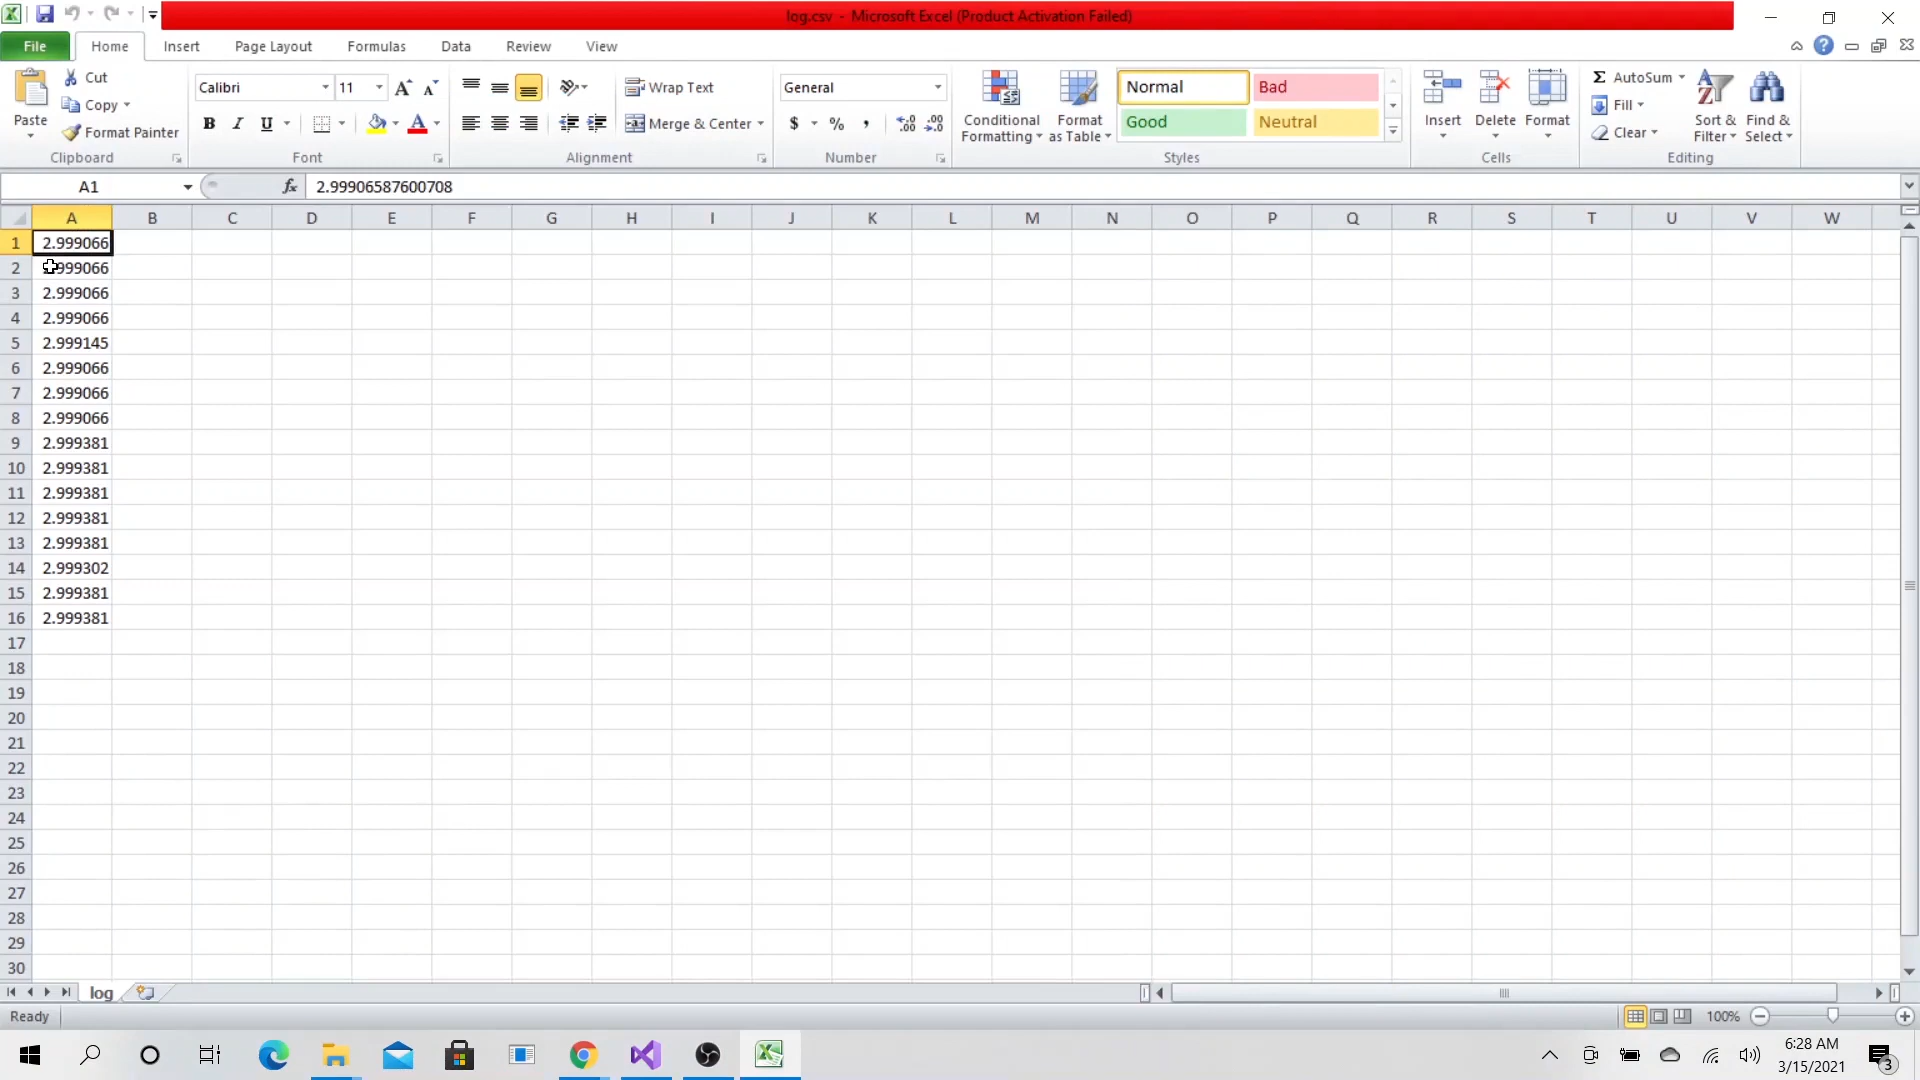 log.csv - Microsoft Excel (Product Activation Failed)
File Home Insert Page Layout Formulas Data Review View
Paste
Cut
Copy
Format Painter
Clipboard
Calibri 11
B I U
Font
Wrap Text
Merge & Center
Alignment
General
$ % ,
Number
Conditional Formatting
Format as Table
Normal Bad
Good Neutral
Styles
Insert Delete Format
Cells
Σ AutoSum
Fill
Clear
Sort & Filter
Find & Select
Editing
A1 fx 2.99906587600708
A B C D E F G H I J K L M N O P Q R S T U V W
1 2.999066
2 2.999066
3 2.999066
4 2.999066
5 2.999145
6 2.999066
7 2.999066
8 2.999066
9 2.999381
10 2.999381
11 2.999381
12 2.999381
13 2.999381
14 2.999302
15 2.999381
16 2.999381
17
18
19
20
21
22
23
24
25
26
27
28
29
30
log
Ready 100%
6:28 AM
3/15/2021
3